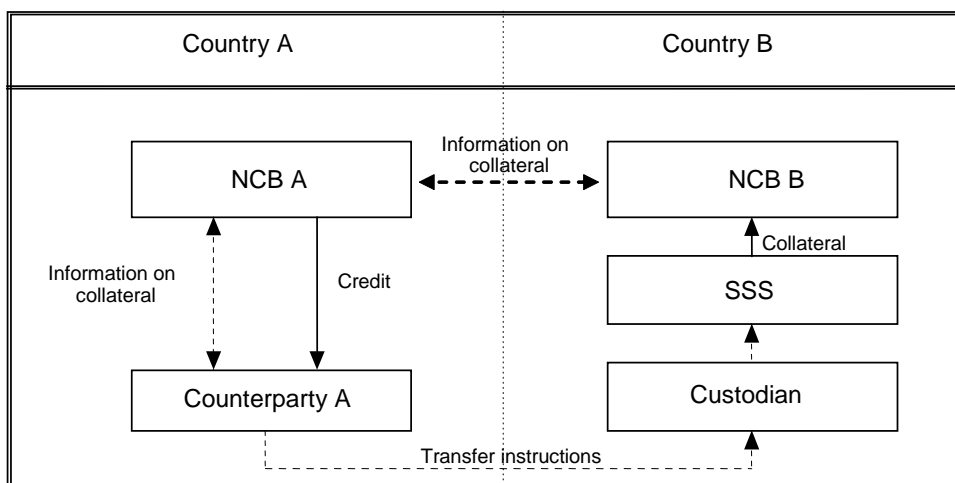 Country A
Country B
Information on
collateral
NCB A
NCB B
Collateral
Information on
collateral
Credit
SSS
Counterparty A
Custodian
Transfer instructions